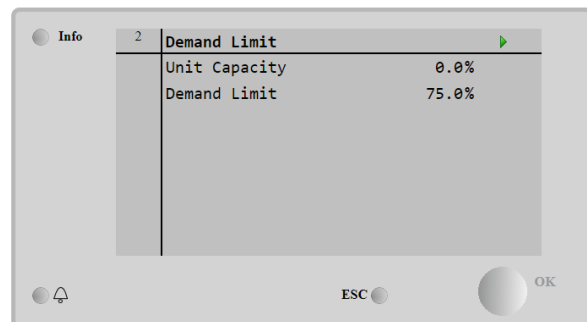 Info
2 Demand Limit
Unit Capacity 0.0%
Demand Limit 75.0%
ESC
OK